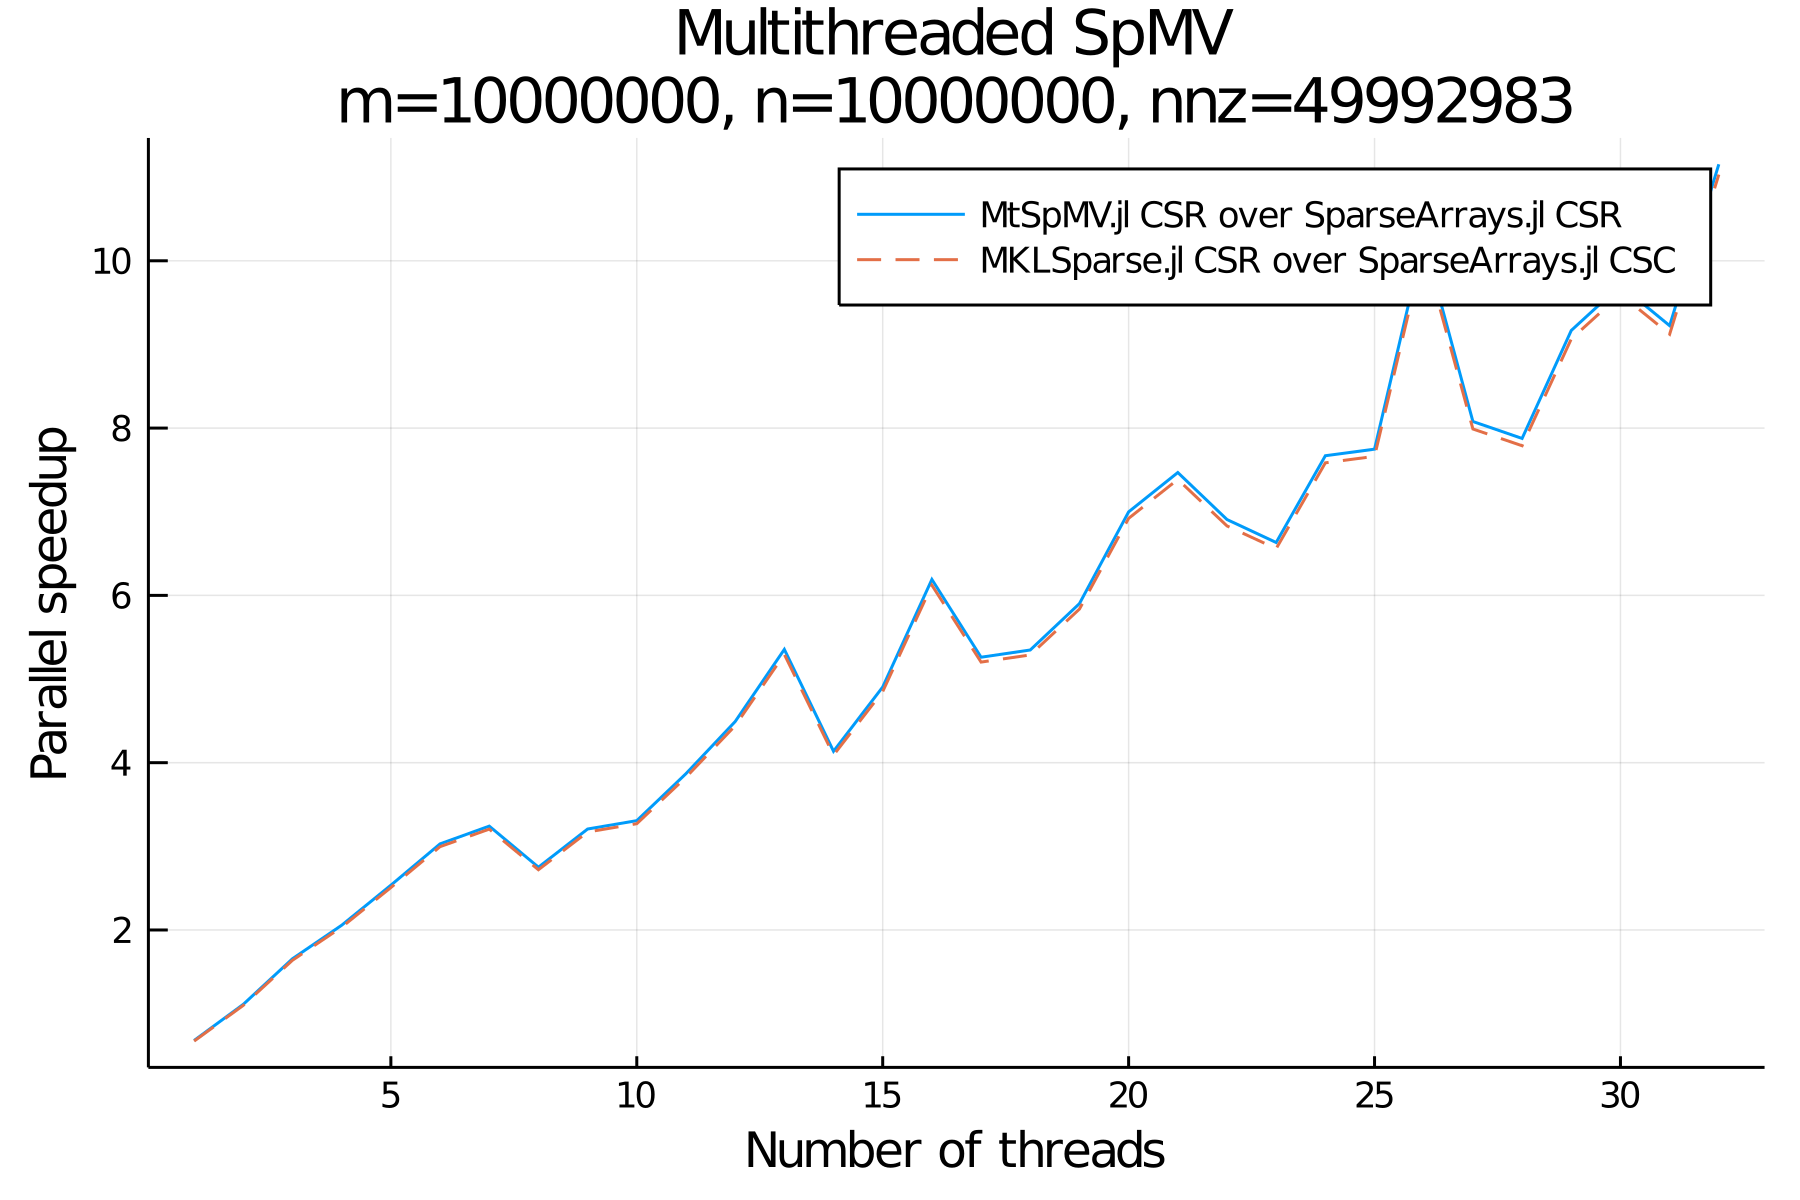 Multithreaded SpMV
m=10000000, n=10000000, nnz=49992983
MtSpMV.jl CSR over SparseArrays.jl CSR
MKLSparse.jl CSR over SparseArrays.jl CSC
Parallel speedup
10
8
6
4
2
5 10 15 20 25 30
Number of threads